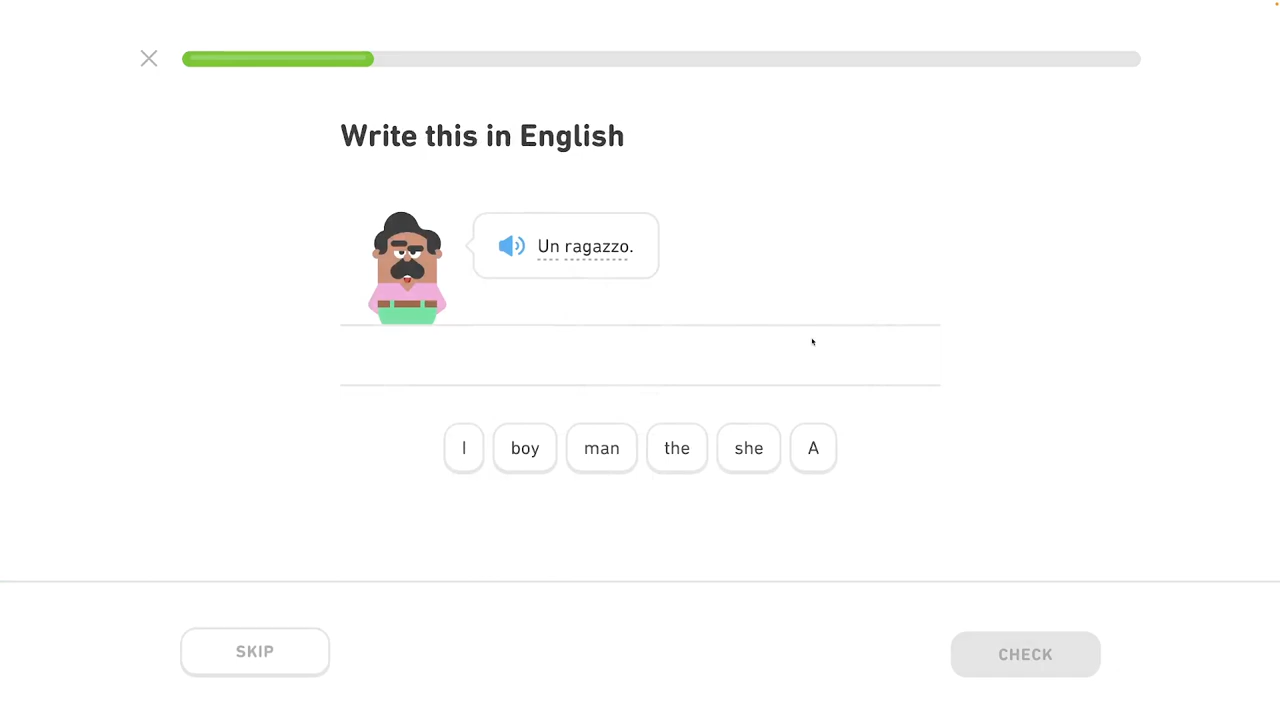 Write this in English
Un ragazzo.
I boy man the she A
SKIP CHECK